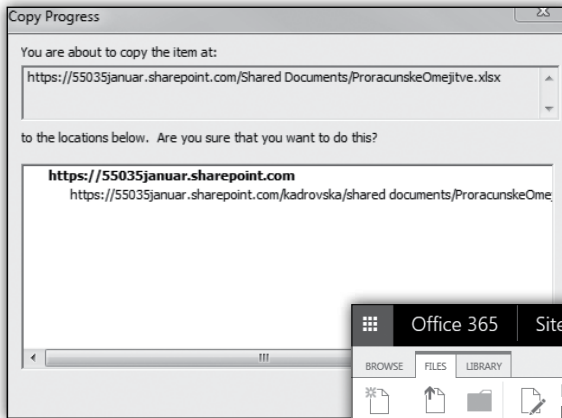 Copy Progress
You are about to copy the item at:
https://55035januar.sharepoint.com/Shared Documents/ProracunskeOmejitve.xlsx
to the locations below. Are you sure that you want to do this?
https://55035januar.sharepoint.com
https://55035januar.sharepoint.com/kadrovska/shared documents/ProracunskeOmej
Office 365
Site
BROWSE FILES LIBRARY